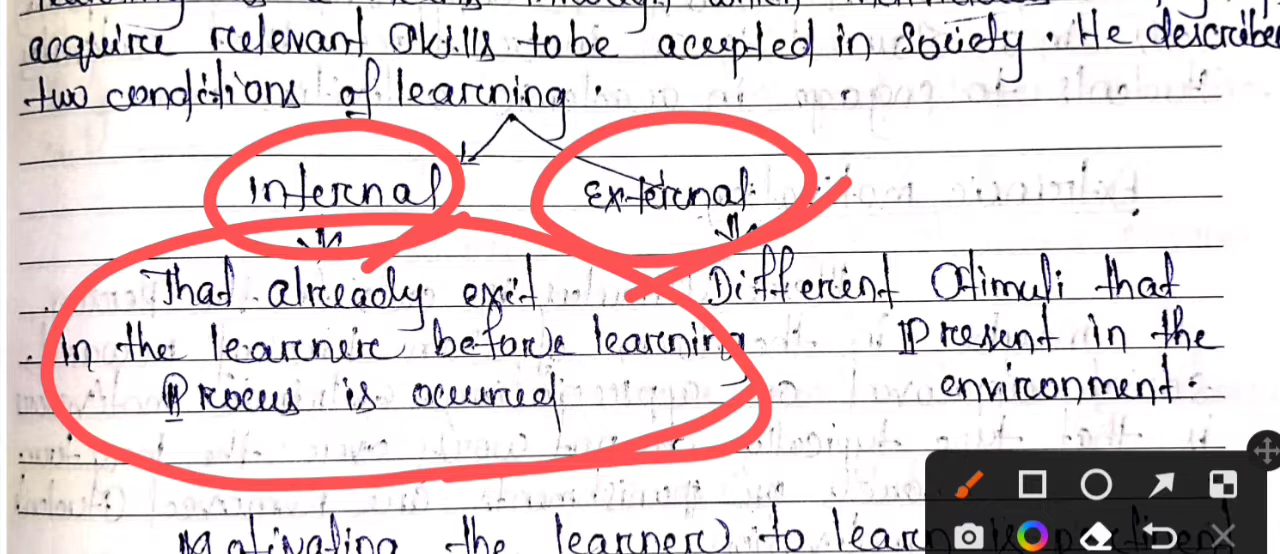 acquire relevant skills to be accepted in society. He describe
two conditions of learning.
Internal External
That already exit Different Stimuli that
In the learner before learning Present in the
Process is occurred environment.
Motivating the learner to learn